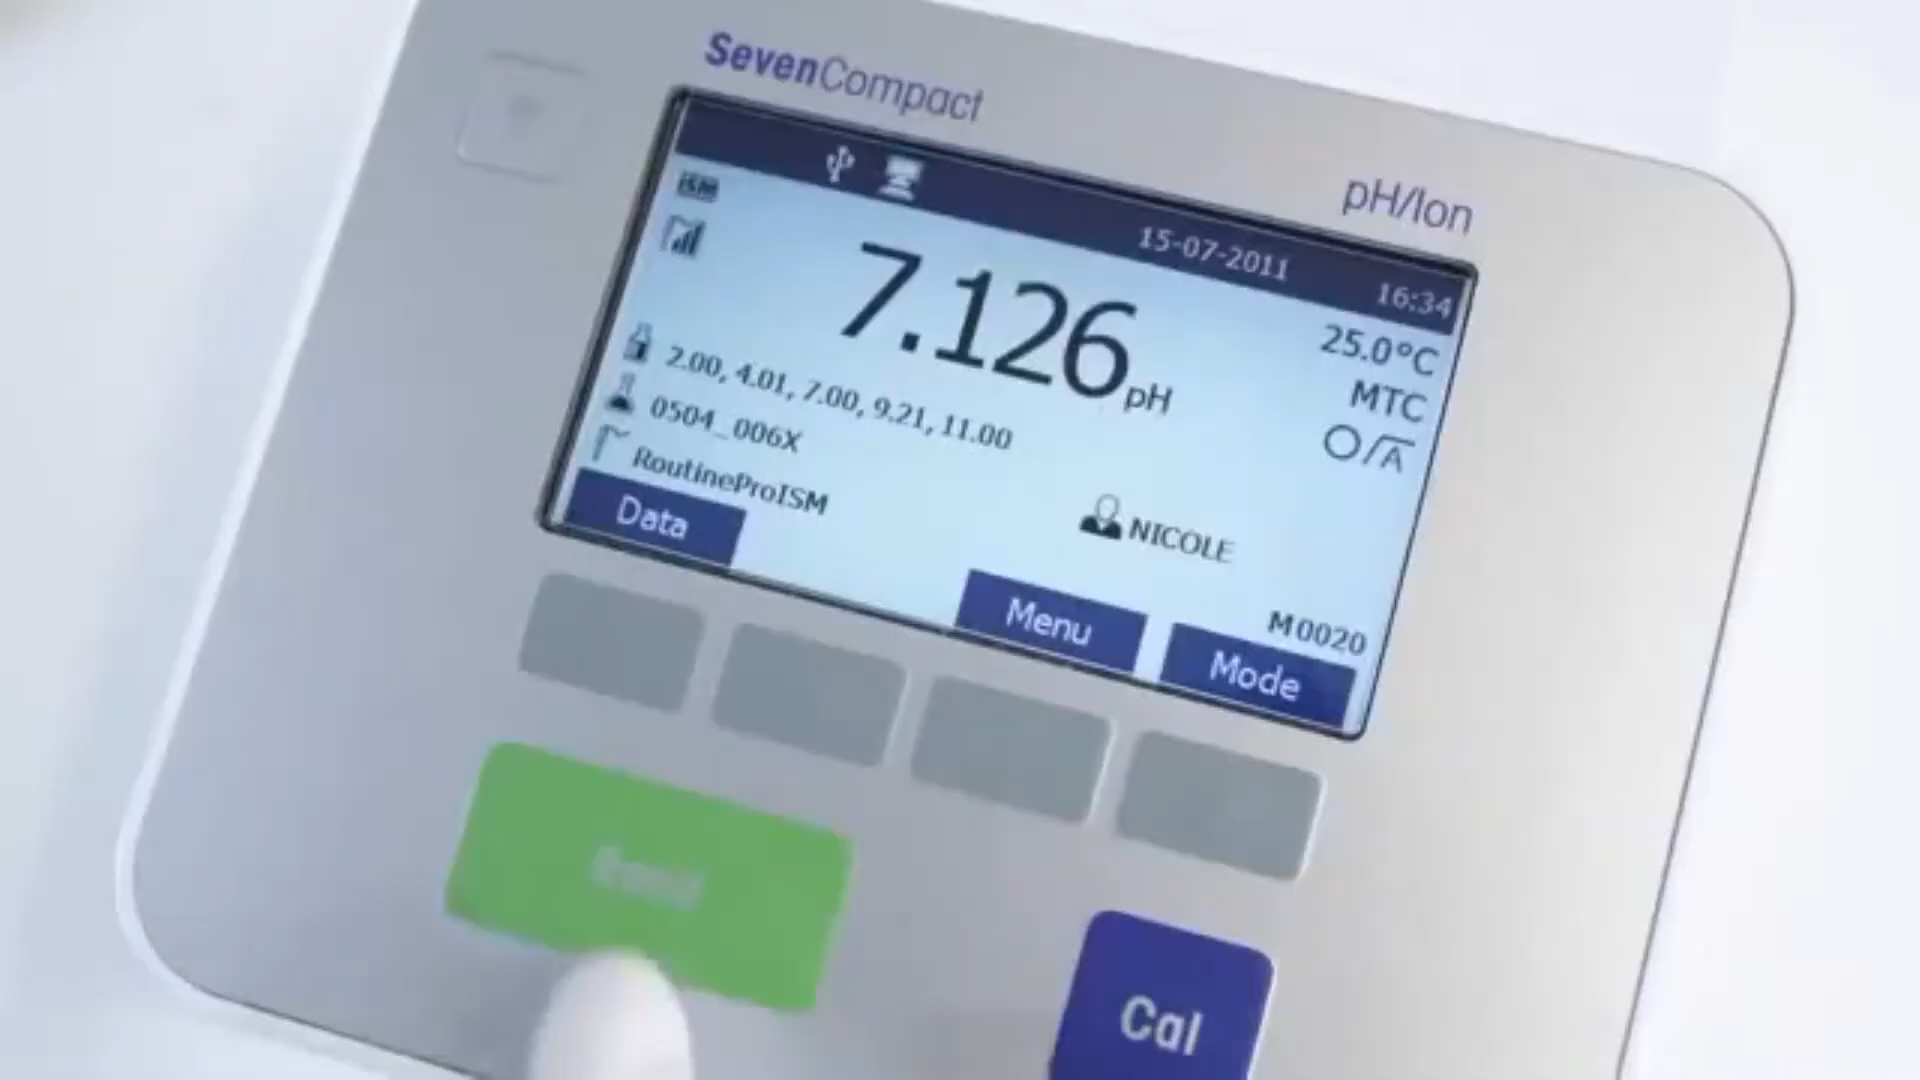 SevenCompact
pH/Ion
15-07-2011
16:34
ISM
7.126 pH
25.0°C
MTC
O/A
2.00, 4.01, 7.00, 9.21, 11.00
0504_006X
RoutineProISM
NICOLE
M0020
Data
Menu
Mode
Read
Cal